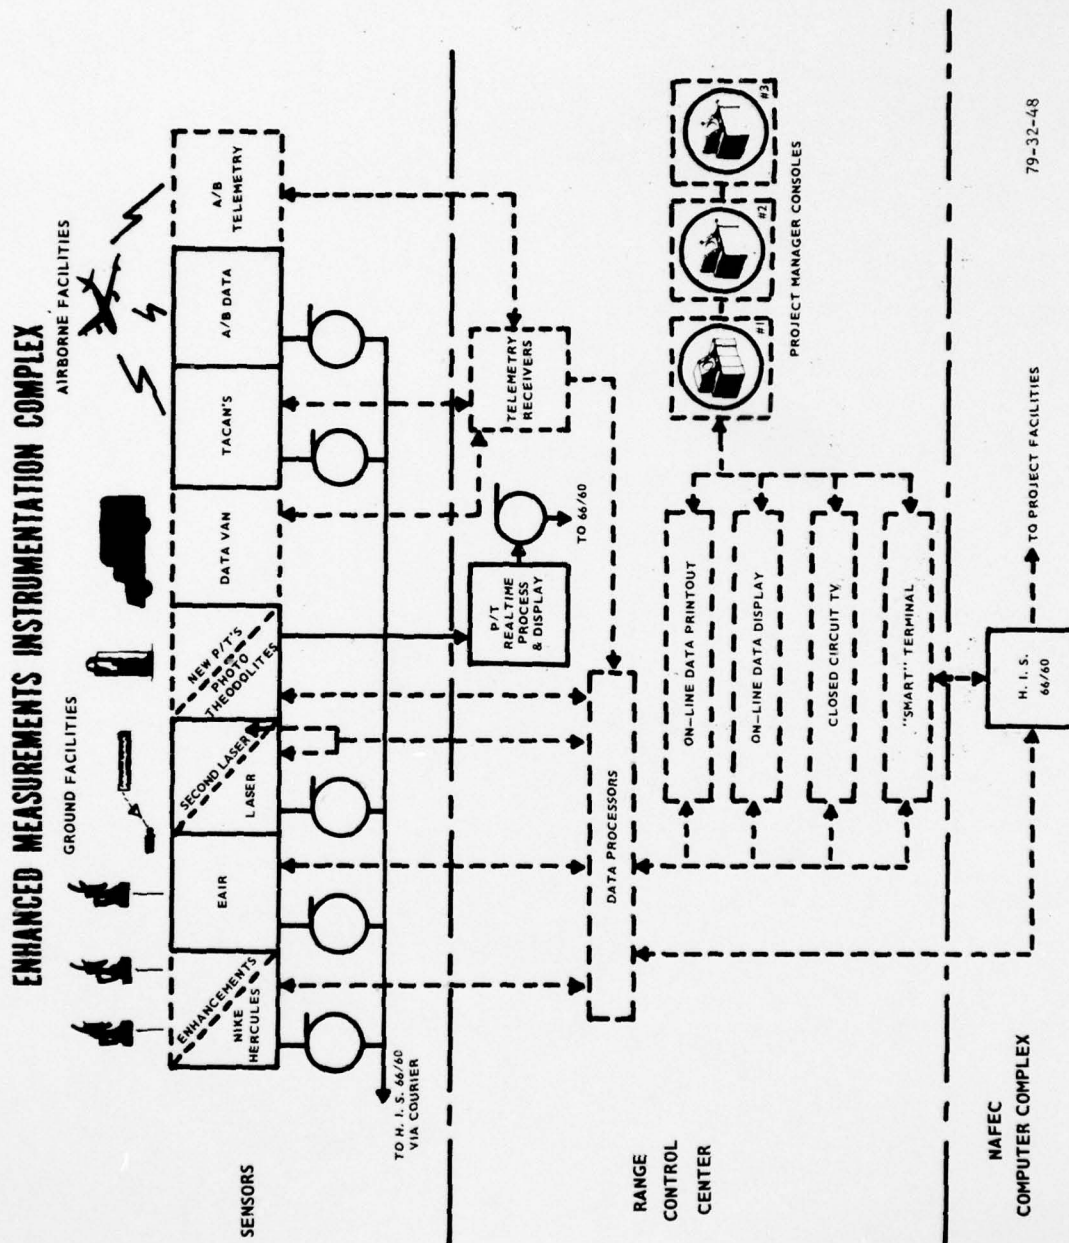 ENHANCED MEASUREMENTS INSTRUMENTATION COMPLEX
GROUND FACILITIES
AIRBORNE FACILITIES
SENSORS
ENHANCEMENTS
NIKE
HERCULES
EAIR
SECOND LASER
LASER
NEW P/T'S
PHOTO
THEODOLITES
DATA VAN
TACAN'S
A/B DATA
A/B
TELEMETRY
TO H. I. S. 66/60
VIA COURIER
RANGE
CONTROL
CENTER
P/T
REALTIME
PROCESS
& DISPLAY
TO 66/60
TELEMETRY
RECEIVERS
DATA PROCESSORS
ON-LINE DATA PRINTOUT
ON-LINE DATA DISPLAY
CLOSED CIRCUIT TV
"SMART" TERMINAL
#1
#2
#3
PROJECT MANAGER CONSOLES
NAFEC
COMPUTER COMPLEX
H. I. S.
66/60
TO PROJECT FACILITIES
79-32-48